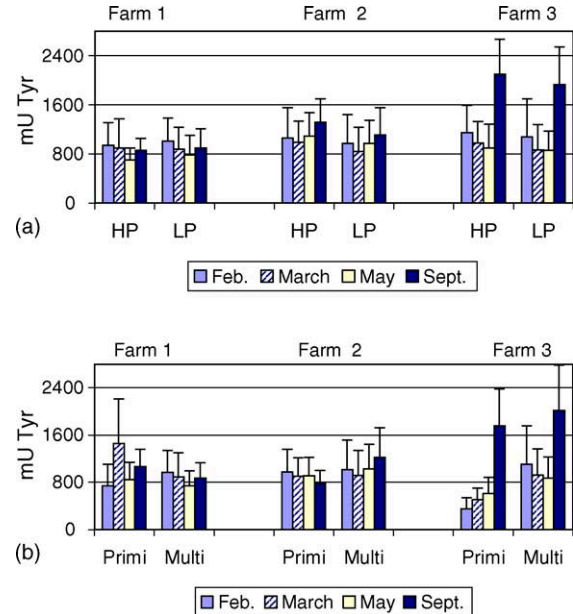 Farm 1 Farm 2 Farm 3
2400
1600
800
0
mU Tyr
(a)
HP LP HP LP HP LP
Feb. March May Sept.
Farm 1 Farm 2 Farm 3
2400
1600
800
0
mU Tyr
(b)
Primi Multi Primi Multi Primi Multi
Feb. March May Sept.